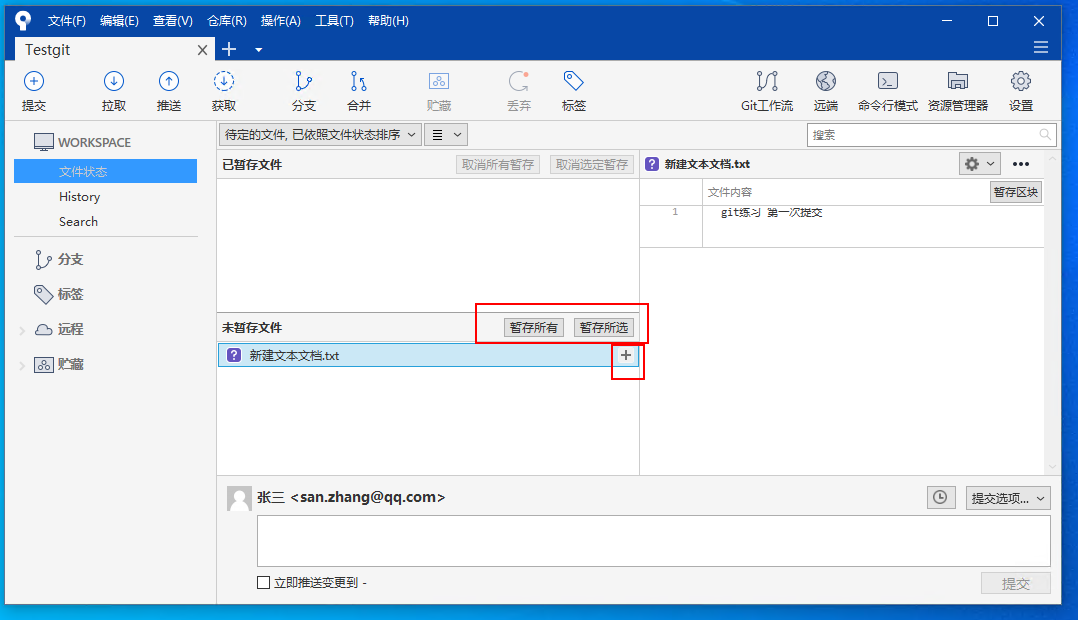 文件(F) 编辑(E) 查看(V) 仓库(R) 操作(A) 工具(T) 帮助(H)
Testgit
提交 拉取 推送 获取 分支 合并 贮藏 丢弃 标签 Git工作流 远端 命令行模式 资源管理器 设置
WORKSPACE
文件状态
History
Search
分支
标签
远程
贮藏
待定的文件, 已依照文件状态排序
搜索
已暂存文件 取消所有暂存 取消选定暂存
未暂存文件 暂存所有 暂存所选
新建文本文档.txt
新建文本文档.txt
文件内容 暂存区块
1 git练习 第一次提交
张三 <san.zhang@qq.com> 提交选项...
立即推送变更到 -
提交